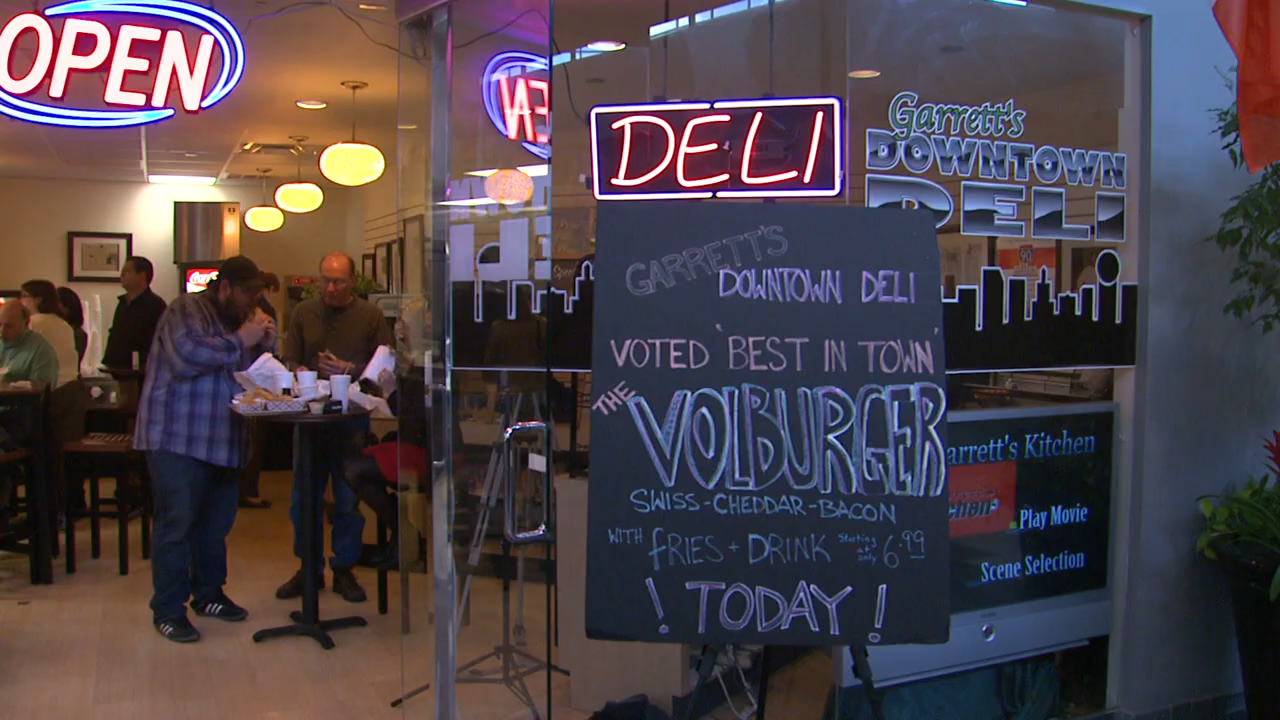 OPEN
DELI
Garrett's
DOWNTOWN
DELI
GARRETT'S
DOWNTOWN DELI
VOTED 'BEST IN TOWN'
THE
VOLBURGER
SWISS-CHEDDAR-BACON
WITH FRIES + DRINK Starting at only 6.99
! TODAY !
arrett's Kitchen
Play Movie
Scene Selection